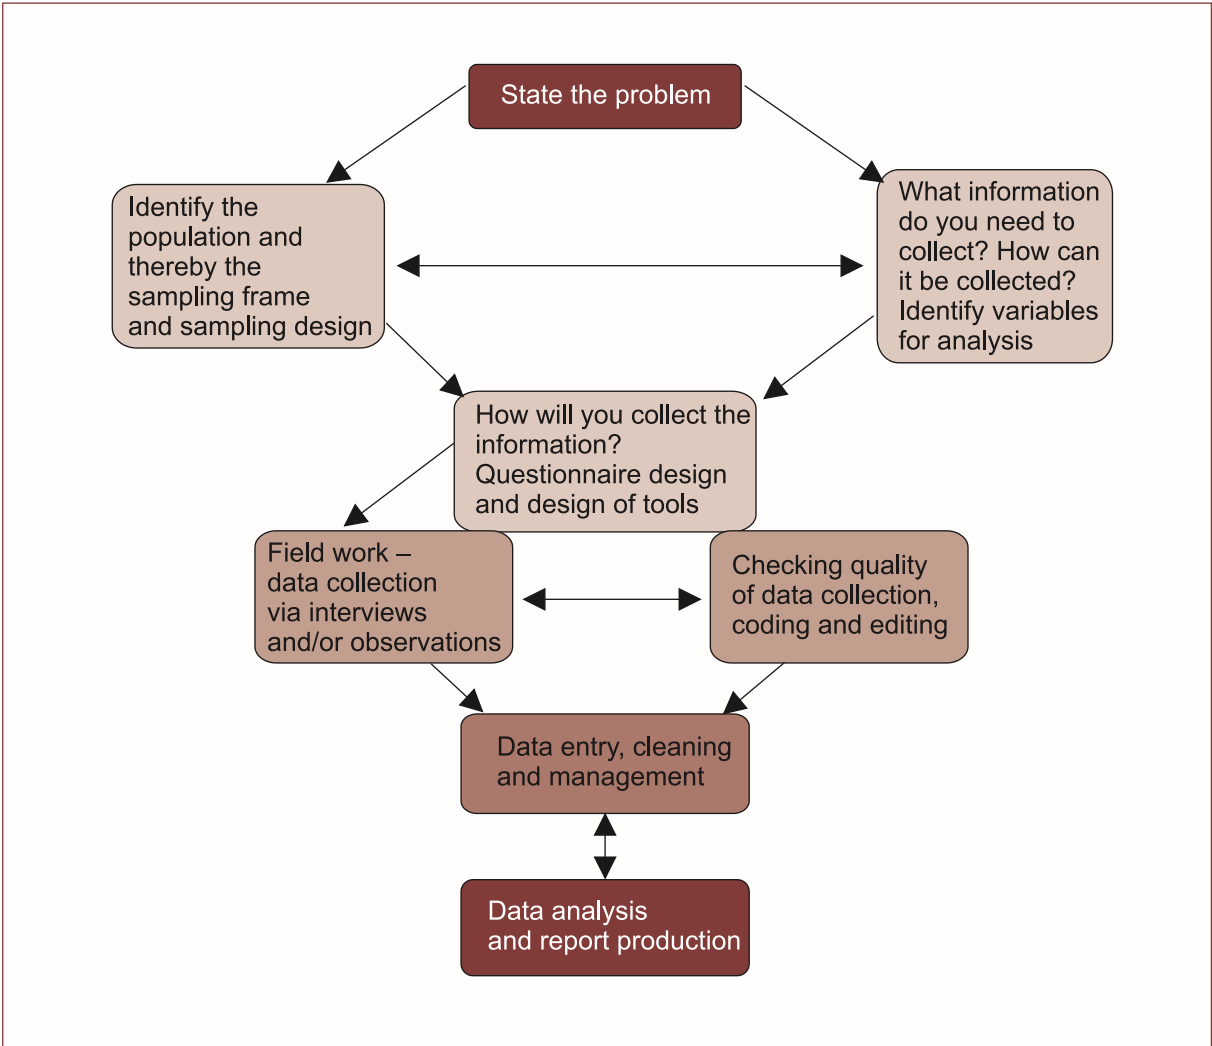 State the problem
Identify the
population and
thereby the
sampling frame
and sampling design
What information
do you need to
collect? How can
it be collected?
Identify variables
for analysis
How will you collect the
information?
Questionnaire design
and design of tools
Field work –
data collection
via interviews
and/or observations
Checking quality
of data collection,
coding and editing
Data entry, cleaning
and management
Data analysis
and report production